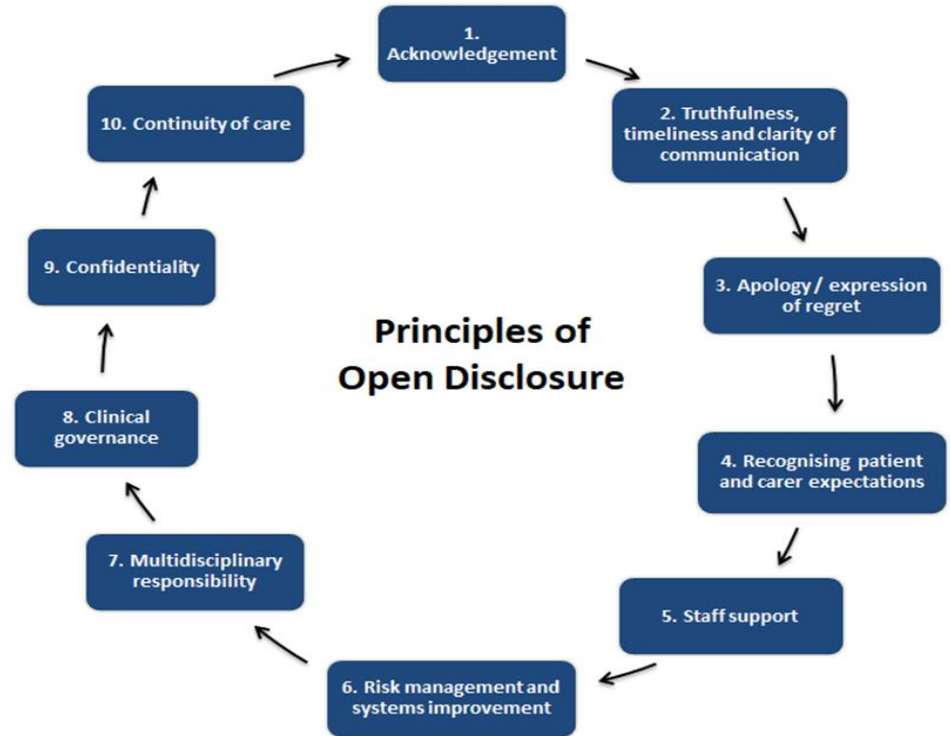 1.
Acknowledgement
2. Truthfulness,
timeliness and clarity of
communication
3. Apology / expression
of regret
4. Recognising patient
and carer expectations
5. Staff support
6. Risk management and
systems improvement
7. Multidisciplinary
responsibility
8. Clinical
governance
9. Confidentiality
10. Continuity of care
Principles of
Open Disclosure